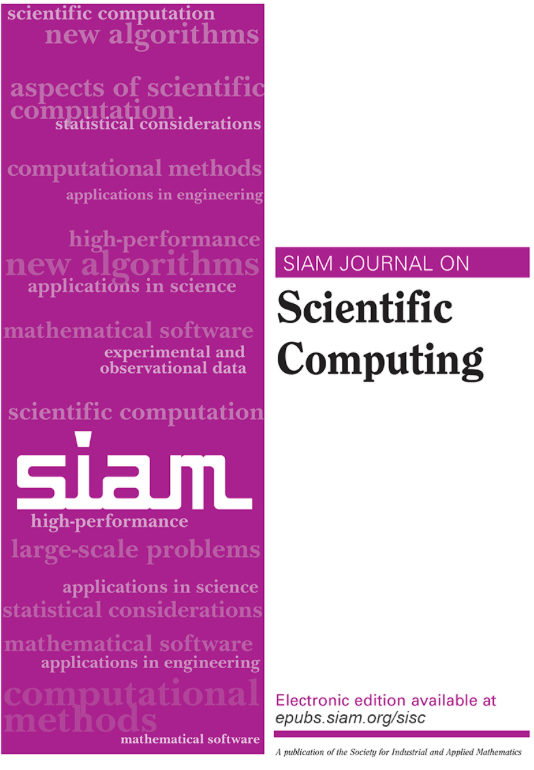 scientific computation
new algorithms
aspects of scientific
computation
statistical considerations
computational methods
applications in engineering
high-performance
new algorithms
applications in science
mathematical software
experimental and
observational data
scientific computation
siam
high-performance
large-scale problems
applications in science
statistical considerations
mathematical software
applications in engineering
computational
methods
mathematical software
SIAM JOURNAL ON
Scientific
Computing
Electronic edition available at
epubs.siam.org/sisc
A publication of the Society for Industrial and Applied Mathematics